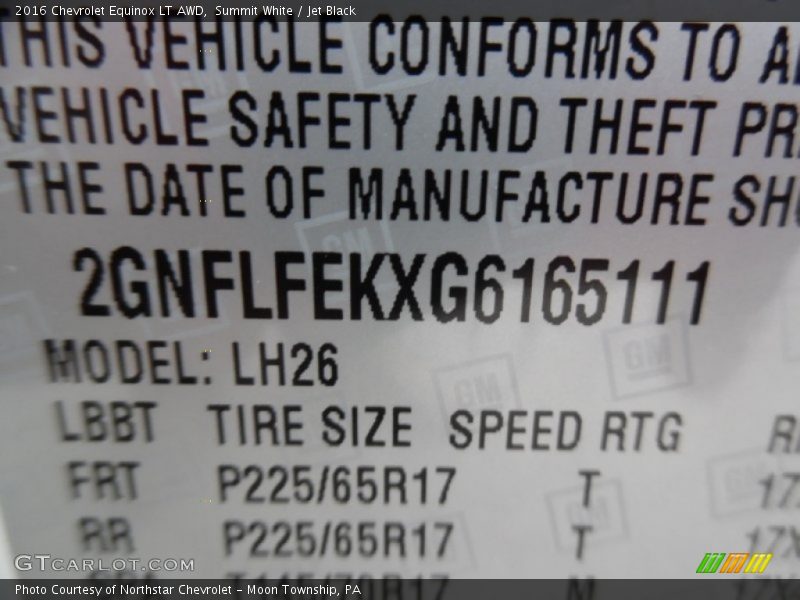 2016 Chevrolet Equinox LT AWD, Summit White / Jet Black
THIS VEHICLE CONFORMS TO
VEHICLE SAFETY AND THEFT
THE DATE OF MANUFACTURE
2GNFLFEKXG6165111
MODEL: LH26
LBBT TIRE SIZE SPEED RTG
FRT P225/65R17 T
RR P225/65R17 T
GM
GTCARLOT.COM
Photo Courtesy of Northstar Chevrolet – Moon Township, PA